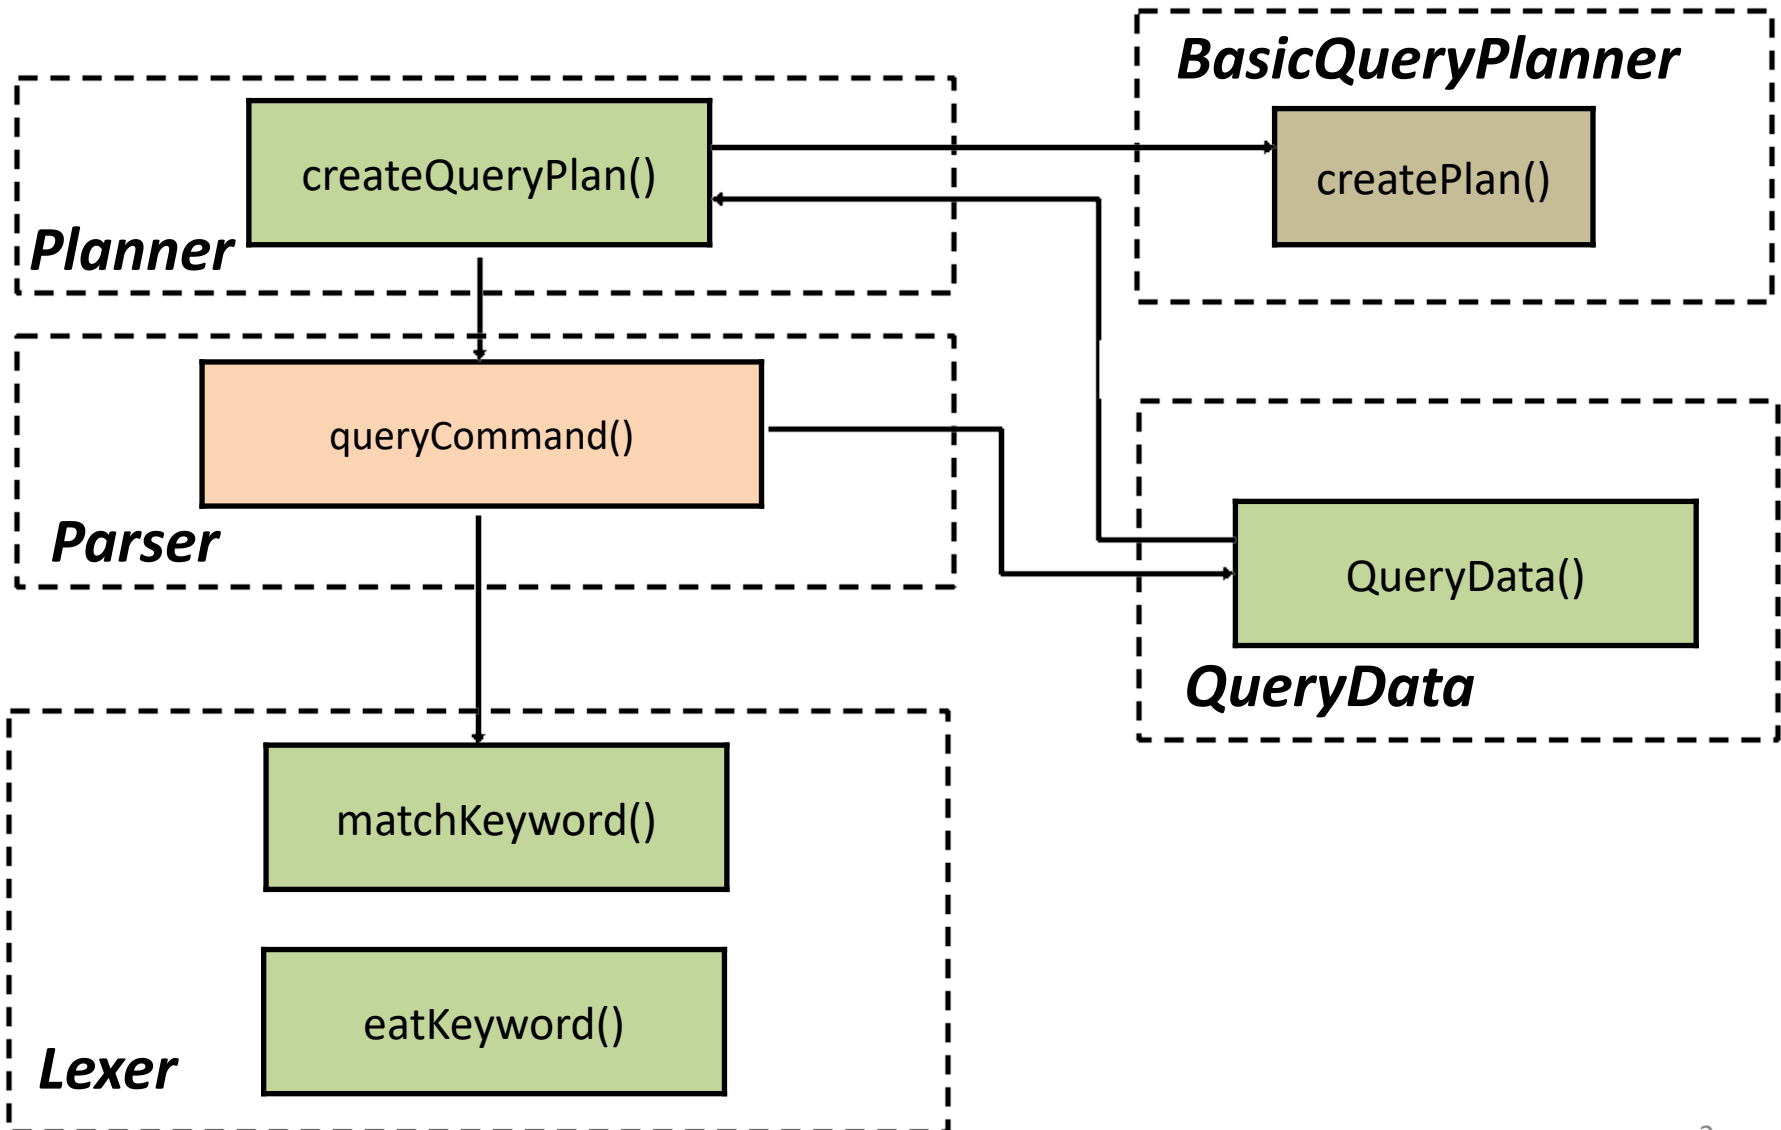 BasicQueryPlanner
createQueryPlan()
createPlan()
Planner
queryCommand()
Parser
QueryData()
QueryData
matchKeyword()
eatKeyword()
Lexer